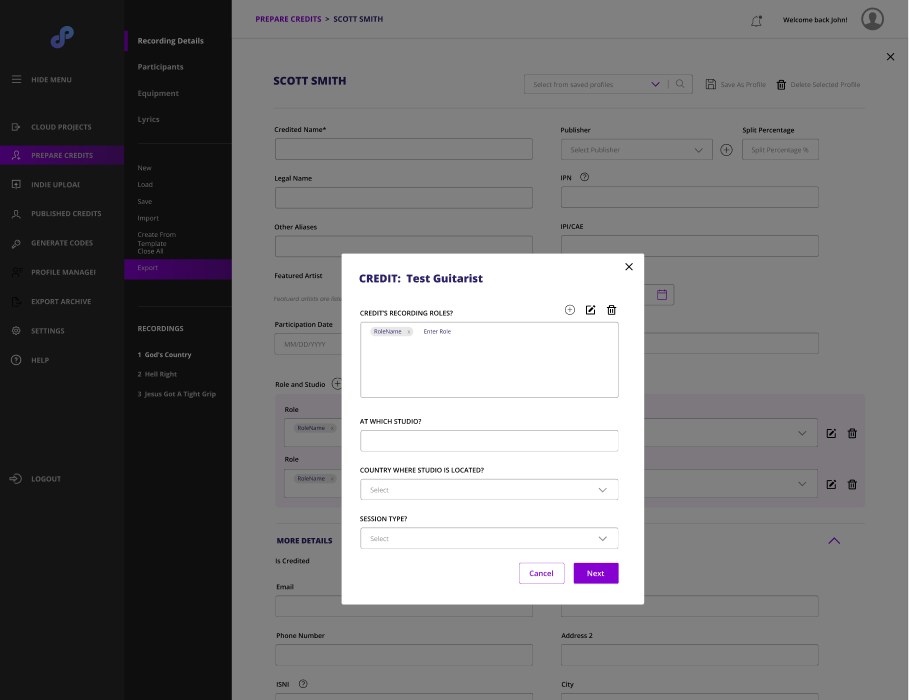 PREPARE CREDITS > SCOTT SMITH
Welcome back John!
HIDE MENU
CLOUD PROJECTS
PREPARE CREDITS
INDIE UPLOAI
PUBLISHED CREDITS
GENERATE CODES
PROFILE MANAGEI
EXPORT ARCHIVE
SETTINGS
HELP
LOGOUT
Recording Details
Participants
Equipment
Lyrics
New
Load
Save
Import
Create From
Template
Close All
Export
RECORDINGS
1 God's Country
2 Hell Right
3 Jesus Got A Tight Grip
SCOTT SMITH
Select from saved profiles
Save As Profile
Delete Selected Profile
Credited Name*
Publisher
Split Percentage
Select Publisher
Split Percentage %
Legal Name
IPN
Other Aliases
IPI/CAE
Featured Artist
Participation Date
MM/DD/YYYY
Role and Studio
Role
RoleName x
Role
RoleName x
MORE DETAILS
Is Credited
Email
Phone Number
Address 2
ISNI
City
CREDIT: Test Guitarist
CREDIT'S RECORDING ROLES?
RoleName x Enter Role
AT WHICH STUDIO?
COUNTRY WHERE STUDIO IS LOCATED?
Select
SESSION TYPE?
Select
Cancel
Next